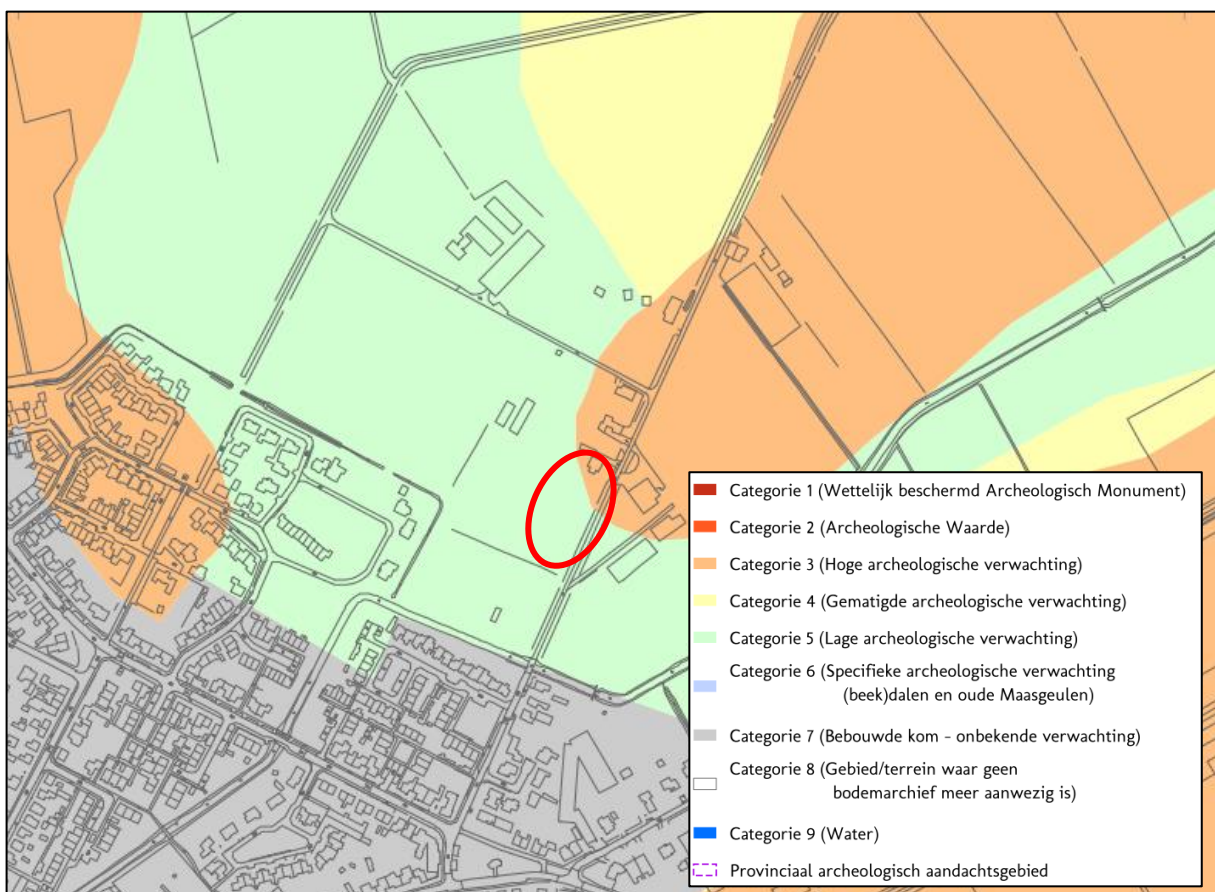 Categorie 1 (Wettelijk beschermd Archeologisch Monument)
Categorie 2 (Archeologische Waarde)
Categorie 3 (Hoge archeologische verwachting)
Categorie 4 (Gematigde archeologische verwachting)
Categorie 5 (Lage archeologische verwachting)
Categorie 6 (Specifieke archeologische verwachting
(beek)dalen en oude Maasgeulen)
Categorie 7 (Bebouwde kom - onbekende verwachting)
Categorie 8 (Gebied/terrein waar geen
bodemarchief meer aanwezig is)
Categorie 9 (Water)
Provinciaal archeologisch aandachtsgebied